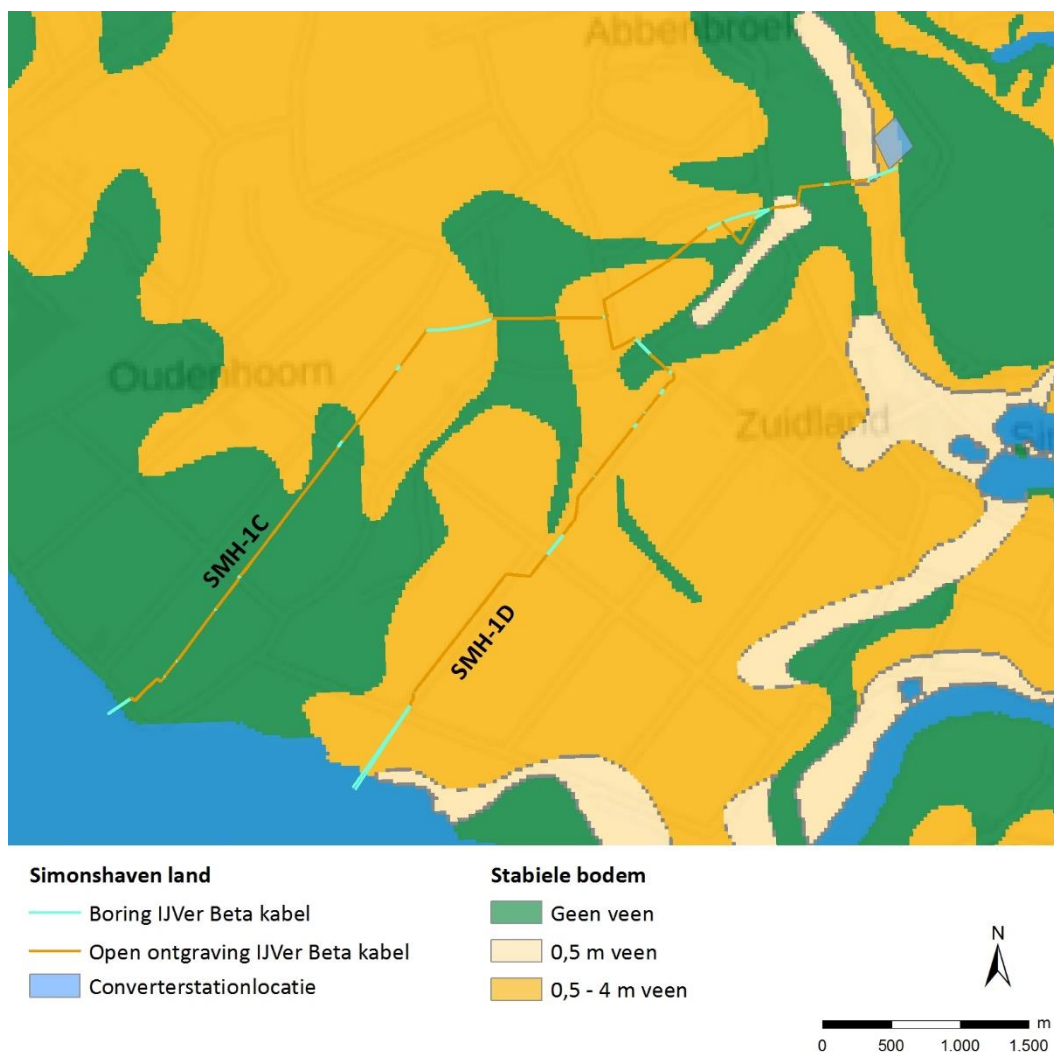 Abbenbroek
Oudenhoorn
Zuidland
SMH-1C
SMH-1D
Simonshaven land
Boring IJVer Beta kabel
Open ontgraving IJVer Beta kabel
Converterstationlocatie
Stabiele bodem
Geen veen
0,5 m veen
0,5 - 4 m veen
N
m
0 500 1.000 1.500